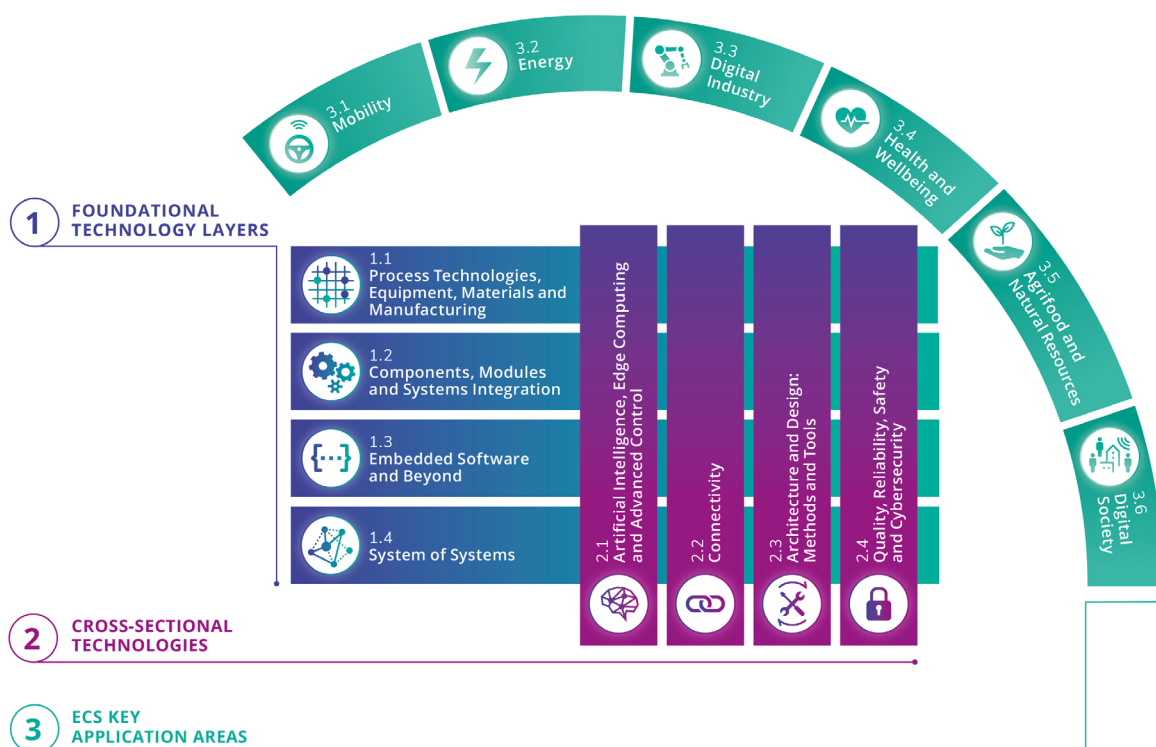 3.1
Mobility
3.2
Energy
3.3
Digital
Industry
3.4
Health and
Wellbeing
3.5
Agrifood and
Natural Resources
3.6
Digital
Society
1
FOUNDATIONAL
TECHNOLOGY LAYERS
1.1
Process Technologies,
Equipment, Materials and
Manufacturing
1.2
Components, Modules
and Systems Integration
1.3
Embedded Software
and Beyond
1.4
System of Systems
2.1
Artificial Intelligence, Edge Computing
and Advanced Control
2.2
Connectivity
2.3
Architecture and Design:
Methods and Tools
2.4
Quality, Reliability, Safety
and Cybersecurity
2
CROSS-SECTIONAL
TECHNOLOGIES
3
ECS KEY
APPLICATION AREAS